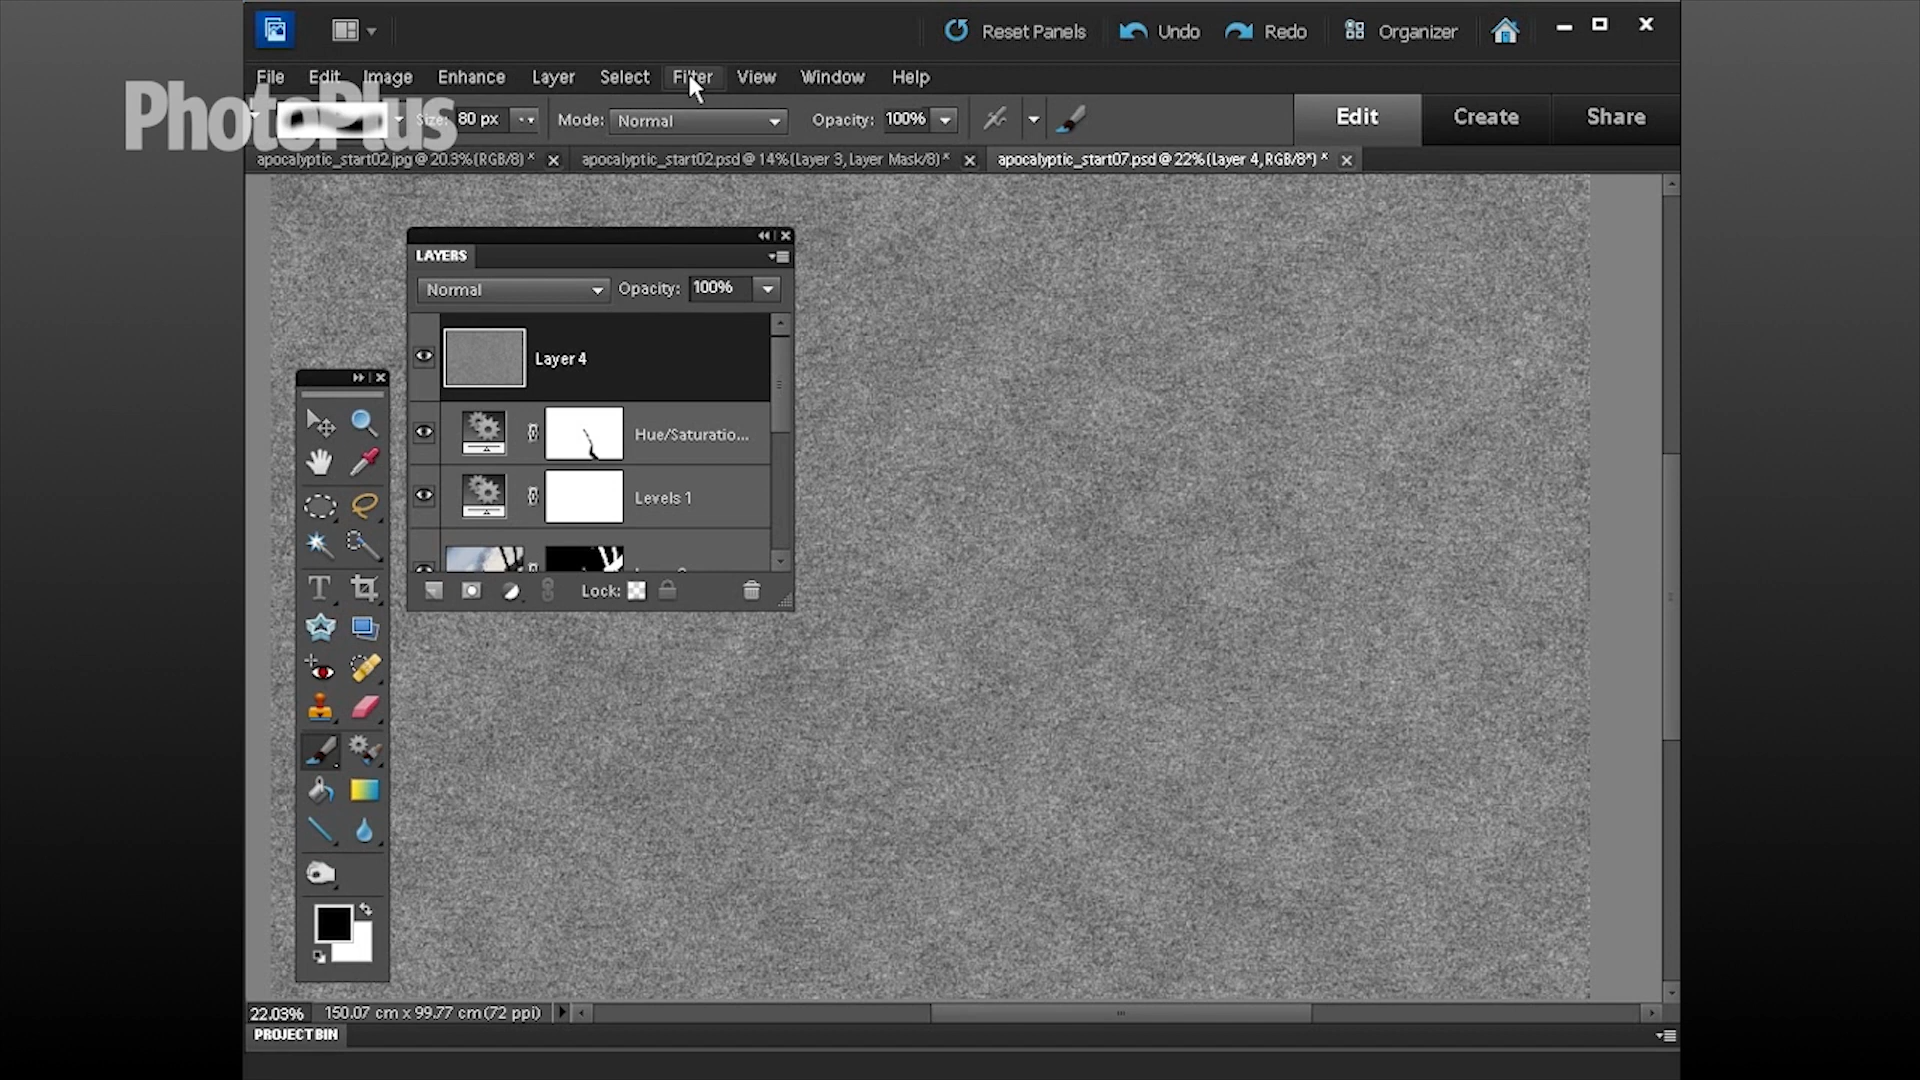 Reset Panels Undo Redo Organizer
File Edit Image Enhance Layer Select Filter View Window Help
PhotoPlus
Size: 80 px Mode: Normal Opacity: 100% Edit Create Share
apocalyptic_start02.jpg @ 20.3%(RGB/8) * apocalyptic_start02.psd @ 14%(Layer 3, Layer Mask/8) * apocalyptic_start07.psd @ 22%(Layer 4, RGB/8*) *
LAYERS
Normal Opacity: 100%
Layer 4
Hue/Saturatio...
Levels 1
Lock:
22.03% 150.07 cm x 99.77 cm (72 ppi)
PROJECT BIN